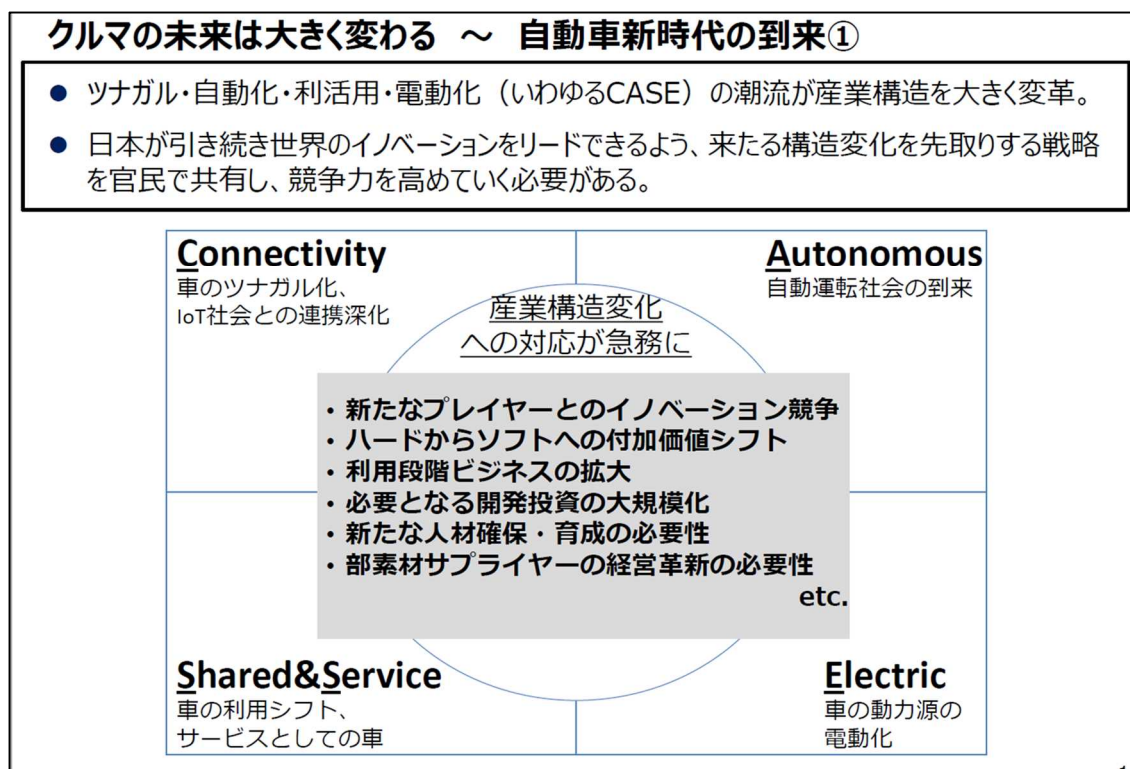 クルマの未来は大きく変わる ～ 自動車新時代の到来①
● ツナガル・自動化・利活用・電動化（いわゆるCASE）の潮流が産業構造を大きく変革。
● 日本が引き続き世界のイノベーションをリードできるよう、来たる構造変化を先取りする戦略
を官民で共有し、競争力を高めていく必要がある。
Connectivity
車のツナガル化、
IoT社会との連携深化
Autonomous
自動運転社会の到来
産業構造変化
への対応が急務に
・新たなプレイヤーとのイノベーション競争
・ハードからソフトへの付加価値シフト
・利用段階ビジネスの拡大
・必要となる開発投資の大規模化
・新たな人材確保・育成の必要性
・部素材サプライヤーの経営革新の必要性
etc.
Shared&Service
車の利用シフト、
サービスとしての車
Electric
車の動力源の
電動化